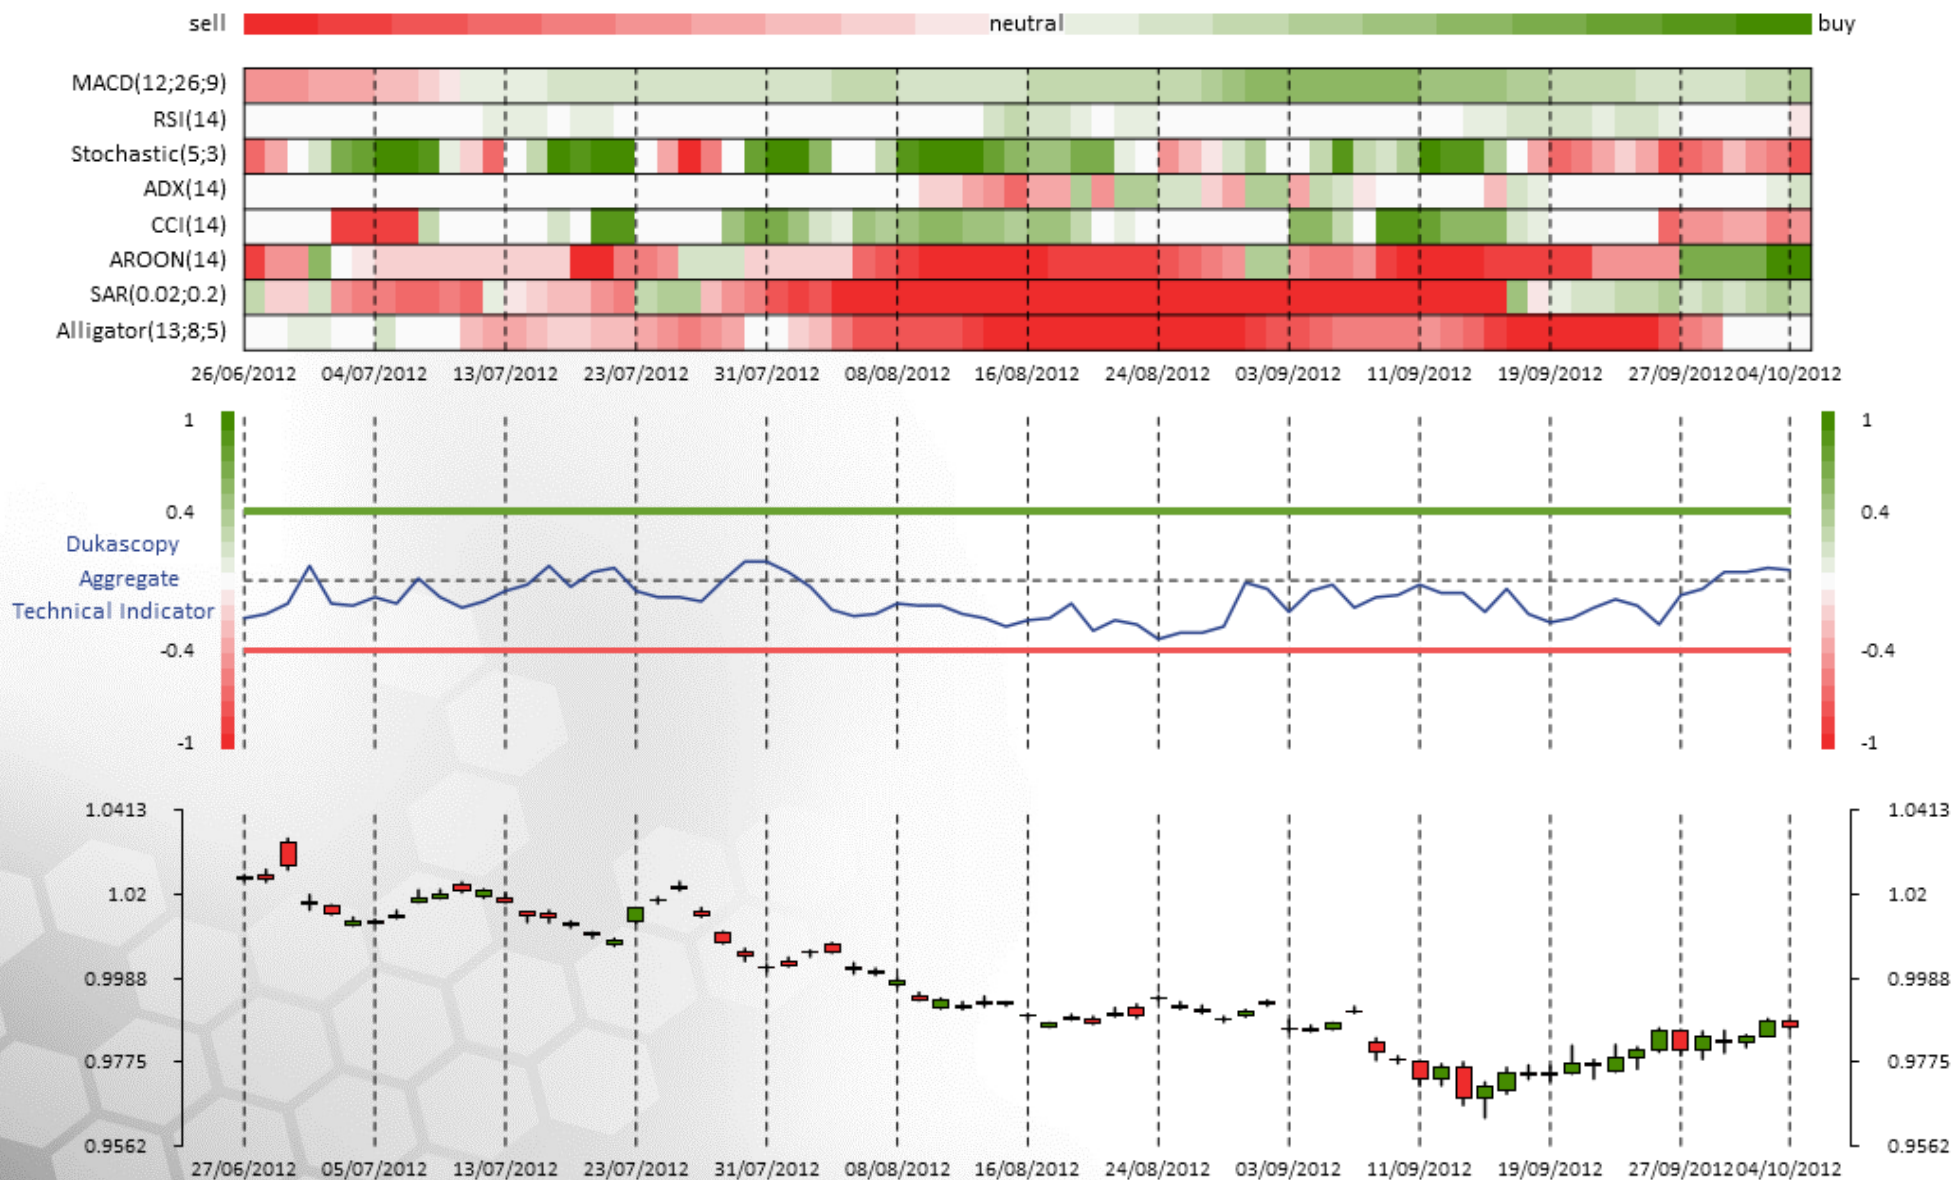 sell neutral buy
MACD(12;26;9)
RSI(14)
Stochastic(5;3)
ADX(14)
CCI(14)
AROON(14)
SAR(0.02;0.2)
Alligator(13;8;5)
26/06/2012 04/07/2012 13/07/2012 23/07/2012 31/07/2012 08/08/2012 16/08/2012 24/08/2012 03/09/2012 11/09/2012 19/09/2012 27/09/2012 04/10/2012
1 1
0.4 0.4
Dukascopy
Aggregate
Technical Indicator
-0.4 -0.4
-1 -1
1.0413 1.0413
1.02 1.02
0.9988 0.9988
0.9775 0.9775
0.9562 0.9562
27/06/2012 05/07/2012 13/07/2012 23/07/2012 31/07/2012 08/08/2012 16/08/2012 24/08/2012 03/09/2012 11/09/2012 19/09/2012 27/09/2012 04/10/2012